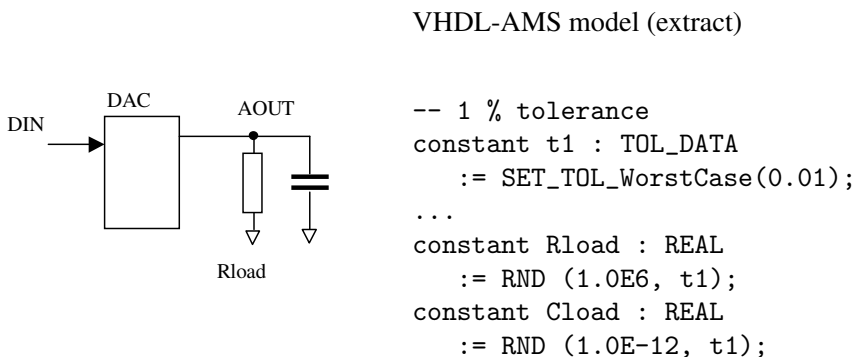 VHDL-AMS model (extract)
DIN
DAC
AOUT
Rload
-- 1 % tolerance
constant t1 : TOL_DATA
:= SET_TOL_WorstCase(0.01);
...
constant Rload : REAL
:= RND (1.0E6, t1);
constant Cload : REAL
:= RND (1.0E-12, t1);